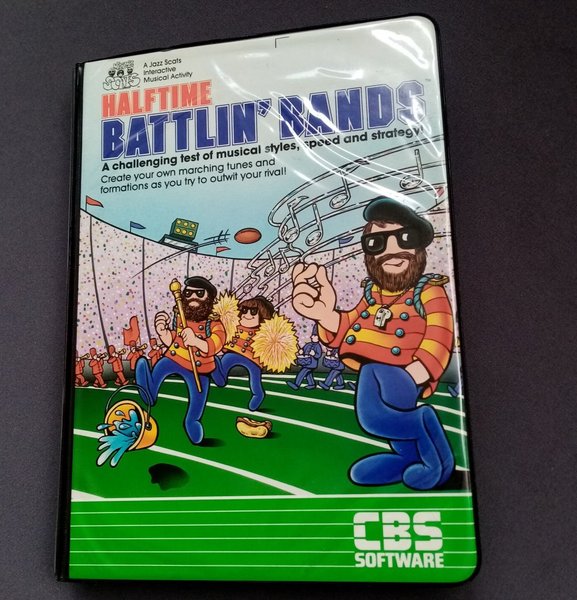 A Jazz Scats
Interactive
Musical Activity
HALFTIME
BATTLIN' BANDS™
A challenging test of musical styles, speed and strategy!
Create your own marching tunes and
formations as you try to outwit your rival!
CBS
SOFTWARE